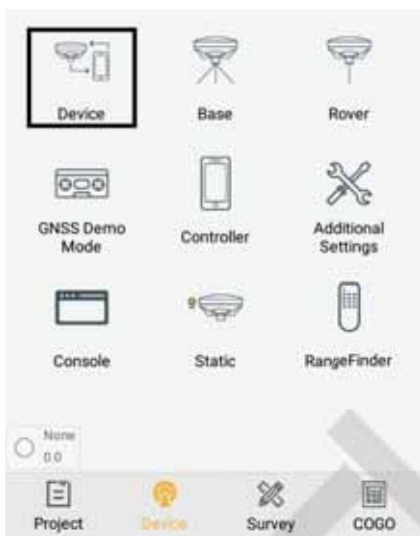 Device
Base
Rover
GNSS Demo
Mode
Controller
Additional
Settings
Console
Static
RangeFinder
None
0.0
Project
Device
Survey
COGO